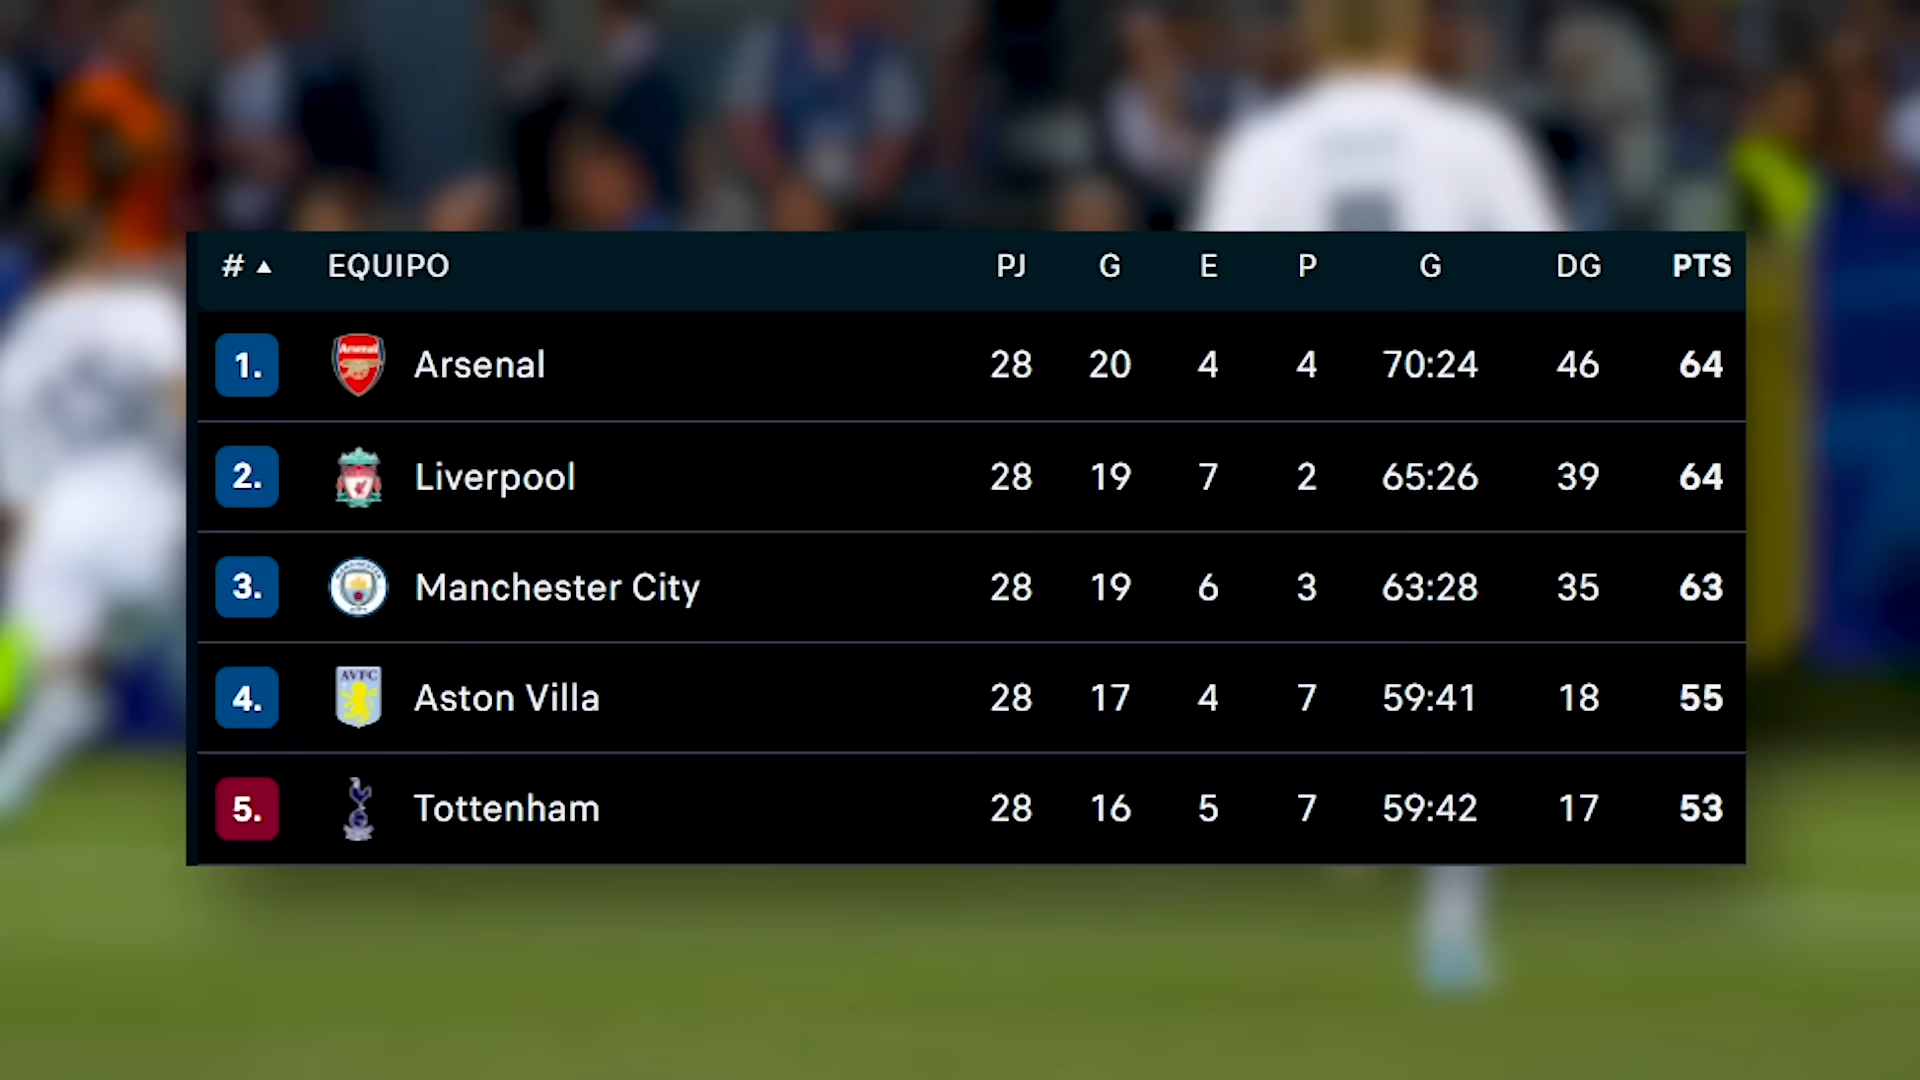 # ▲ EQUIPO PJ G E P G DG PTS
1. Arsenal Arsenal 28 20 4 4 70:24 46 64
2. Liverpool 28 19 7 2 65:26 39 64
3. Manchester City 28 19 6 3 63:28 35 63
4. AVFC Aston Villa 28 17 4 7 59:41 18 55
5. Tottenham 28 16 5 7 59:42 17 53